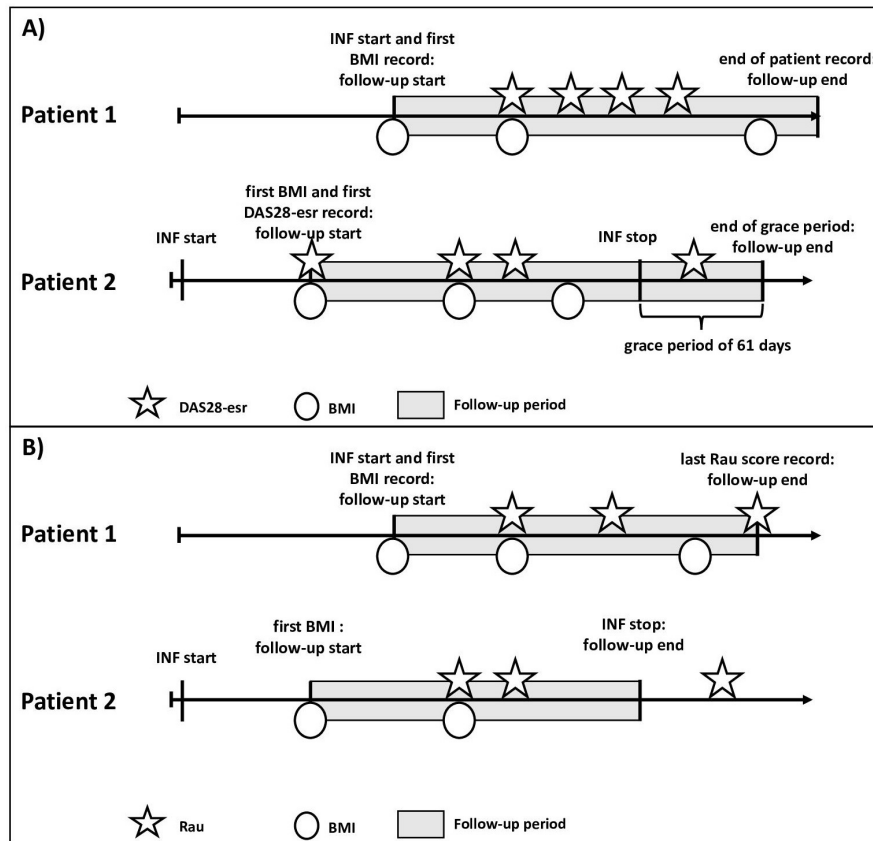 A)
INF start and first
BMI record:
follow-up start
end of patient record:
follow-up end
Patient 1
first BMI and first
DAS28-esr record:
follow-up start
INF start
INF stop
end of grace period:
follow-up end
Patient 2
grace period of 61 days
DAS28-esr
BMI
Follow-up period
B)
INF start and first
BMI record:
follow-up start
last Rau score record:
follow-up end
Patient 1
first BMI :
follow-up start
INF stop:
follow-up end
INF start
Patient 2
Rau
BMI
Follow-up period